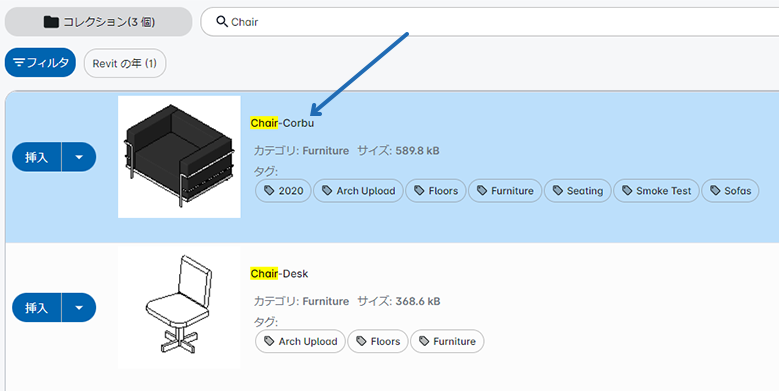 コレクション(3 個)
Chair
フィルタ
Revit の年 (1)
挿入
Chair-Corbu
カテゴリ: Furniture サイズ: 589.8 kB
タグ:
2020 Arch Upload Floors Furniture Seating Smoke Test Sofas
挿入
Chair-Desk
カテゴリ: Furniture サイズ: 368.6 kB
タグ:
Arch Upload Floors Furniture